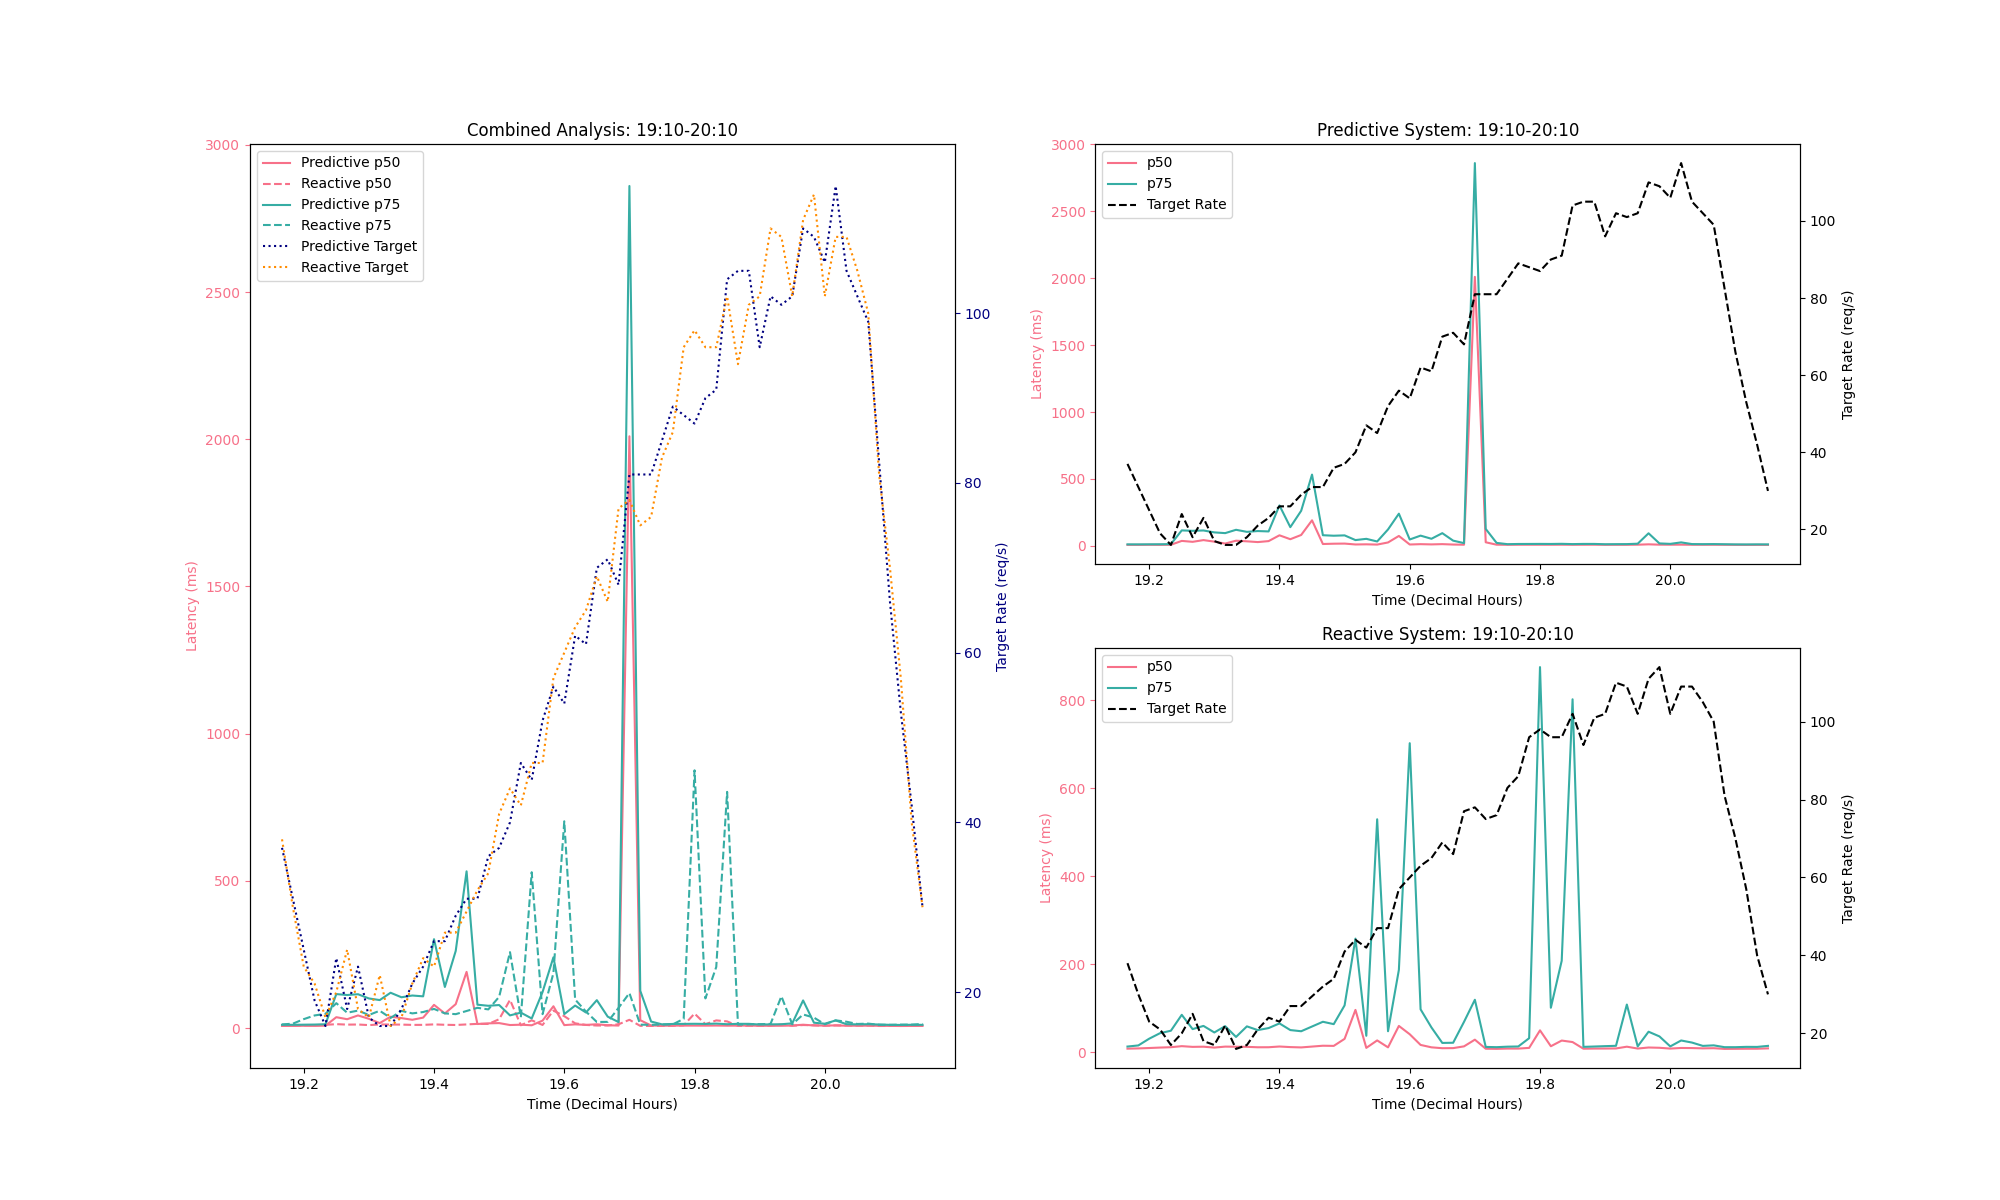 Combined Analysis: 19:10-20:10
Predictive p50
Reactive p50
Predictive p75
Reactive p75
Predictive Target
Reactive Target
3000
2500
2000
1500
1000
500
0
Latency (ms)
100
80
60
40
20
Target Rate (req/s)
19.2 19.4 19.6 19.8 20.0
Time (Decimal Hours)
Predictive System: 19:10-20:10
p50
p75
Target Rate
3000
2500
2000
1500
1000
500
0
Latency (ms)
100
80
60
40
20
Target Rate (req/s)
19.2 19.4 19.6 19.8 20.0
Time (Decimal Hours)
Reactive System: 19:10-20:10
p50
p75
Target Rate
800
600
400
200
0
Latency (ms)
100
80
60
40
20
Target Rate (req/s)
19.2 19.4 19.6 19.8 20.0
Time (Decimal Hours)